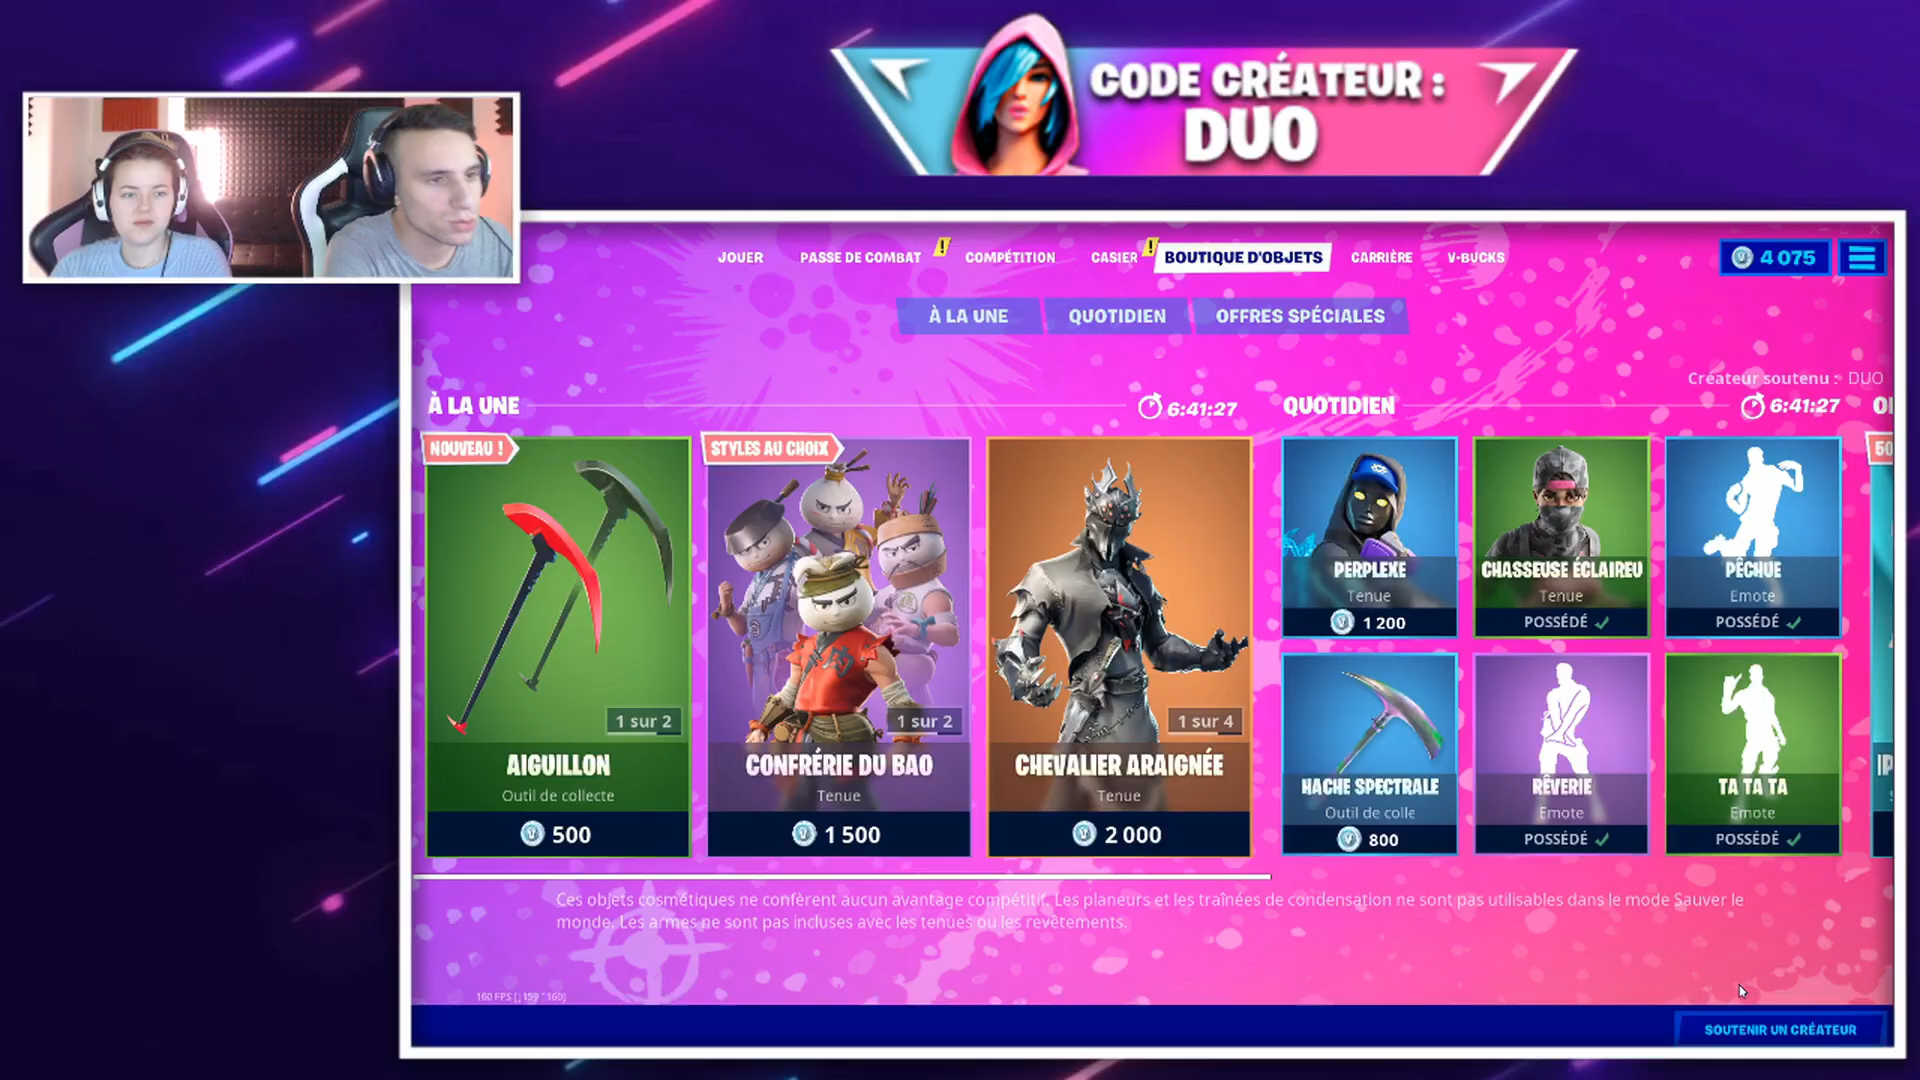 CODE CRÉATEUR :
DUO
JOUER
PASSE DE COMBAT
!
COMPÉTITION
CASIER
!
BOUTIQUE D'OBJETS
CARRIÈRE
V-BUCKS
4 075
À LA UNE
QUOTIDIEN
OFFRES SPÉCIALES
Créateur soutenu : DUO
À LA UNE
6:41:27
QUOTIDIEN
6:41:27
NOUVEAU !
1 sur 2
AIGUILLON
Outil de collecte
500
STYLES AU CHOIX
1 sur 2
CONFRÉRIE DU BAO
Tenue
1 500
1 sur 4
CHEVALIER ARAIGNÉE
Tenue
2 000
PERPLEXE
Tenue
1 200
CHASSEUSE ÉCLAIREU
Tenue
POSSÉDÉ
PÊCHUE
Emote
POSSÉDÉ
HACHE SPECTRALE
Outil de colle
800
RÊVERIE
Emote
POSSÉDÉ
TA TA TA
Emote
POSSÉDÉ
50
Ces objets cosmétiques ne confèrent aucun avantage compétitif. Les planeurs et les traînées de condensation ne sont pas utilisables dans le mode Sauver le
monde. Les armes ne sont pas incluses avec les tenues ou les revêtements.
160 FPS [
SOUTENIR UN CRÉATEUR